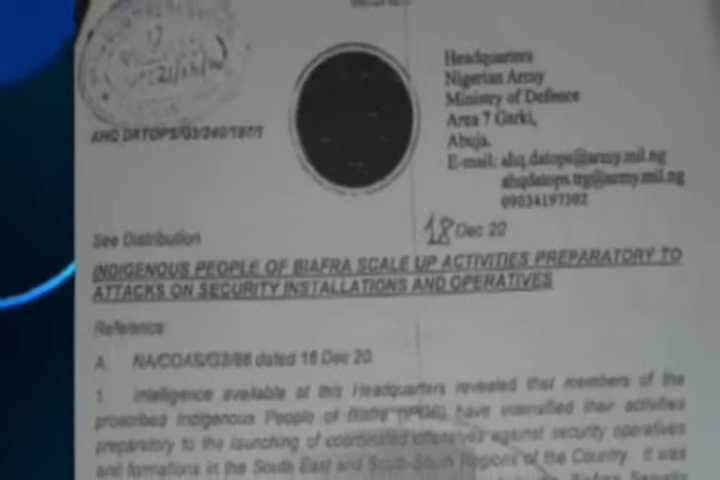 Headquarters
Nigerian Army
Ministry of Defence
Area 7 Garki,
Abuja.
E-mail: ahq.datops@army.mil.ng
ahqdatops.trg@army.mil.ng
09034197302
AHQ DATOPS/G3/240/197/1
See Distribution
18 Dec 20
INDIGENOUS PEOPLE OF BIAFRA SCALE UP ACTIVITIES PREPARATORY TO
ATTACKS ON SECURITY INSTALLATIONS AND OPERATIVES
Reference:
A. NA/COAS/G3/86 dated 16 Dec 20.
1. Intelligence available at this Headquarters revealed that members of the
proscribed Indigenous People of Biafra (IPOB) have intensified their activities
preparatory to the launching of coordinated offensives against security operatives
and formations in the South East and South South Regions of the Country. It was